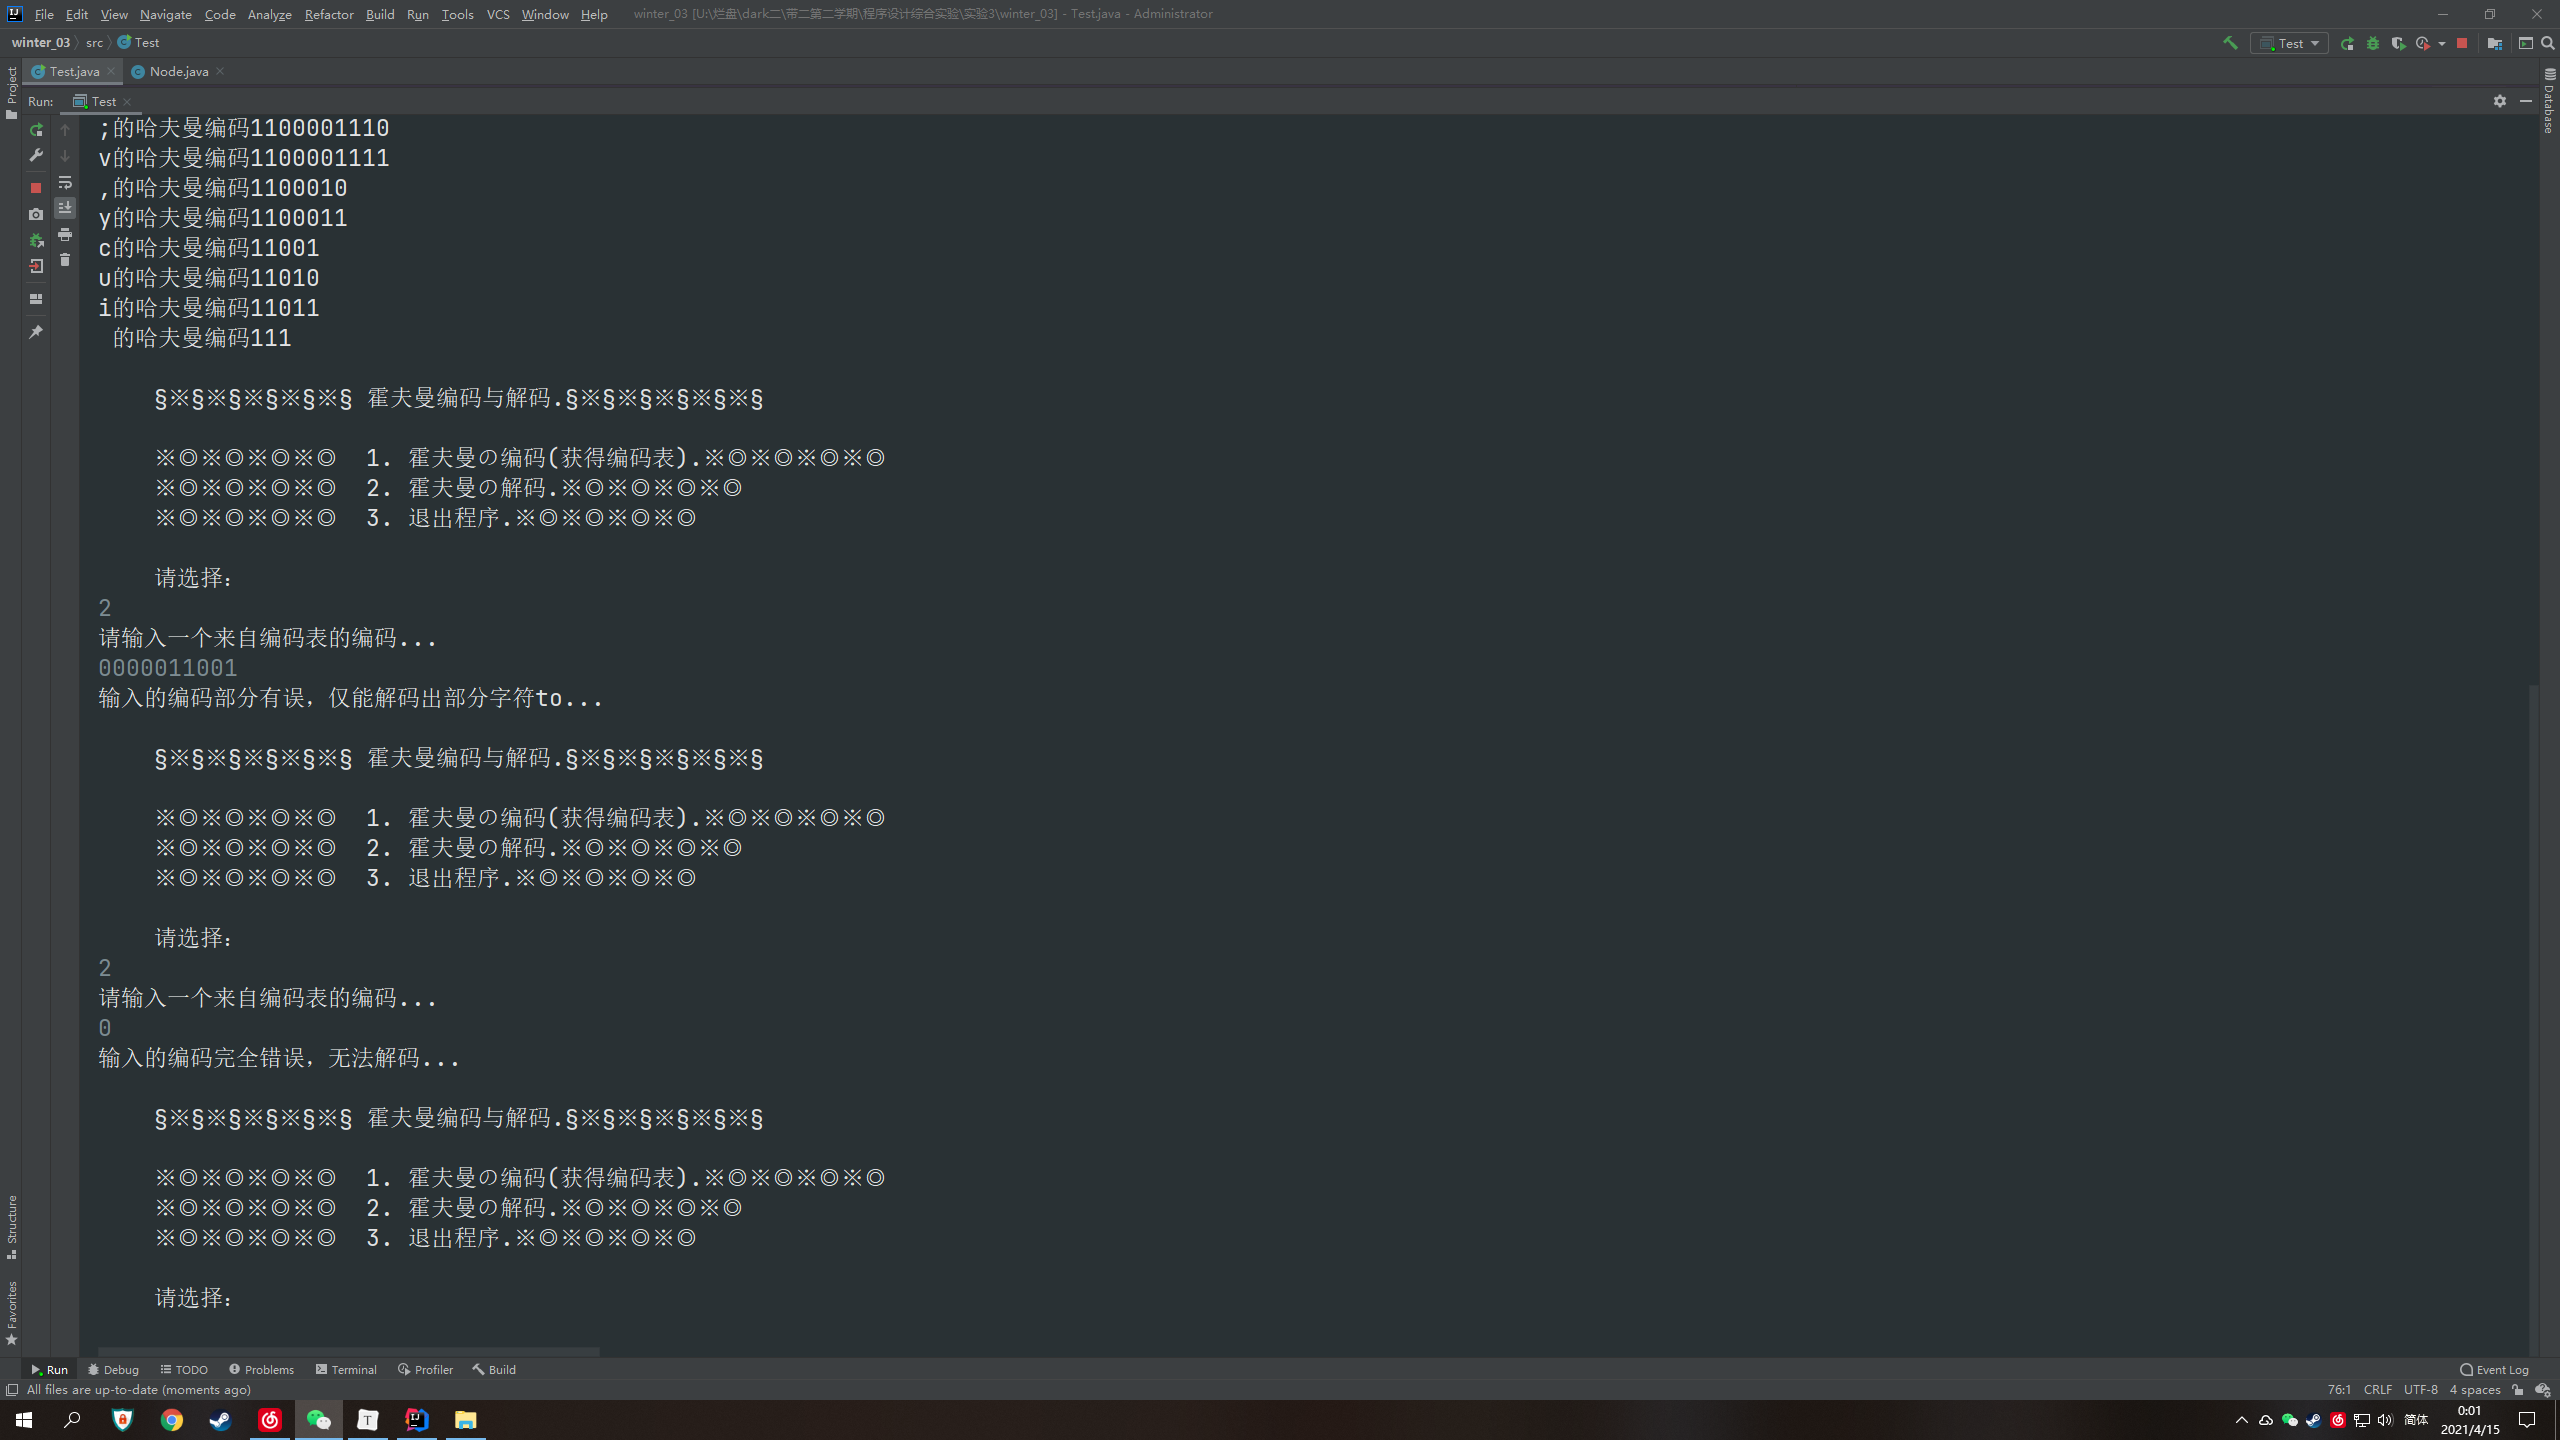 File Edit View Navigate Code Analyze Refactor Build Run Tools VCS Window Help winter_03 [U:\烂盘\dark二\带二第二学期\程序设计综合实验\实验3\winter_03] - Test.java - Administrator
winter_03 src Test
Test
Test.java Node.java
Project
Database
Run: Test
;的哈夫曼编码1100001110
v的哈夫曼编码1100001111
,的哈夫曼编码1100010
y的哈夫曼编码1100011
c的哈夫曼编码11001
u的哈夫曼编码11010
i的哈夫曼编码11011
 的哈夫曼编码111
§※§※§※§※§ 霍夫曼编码与解码.§※§※§※§※§
※◎※◎※◎※◎ 1. 霍夫曼の编码(获得编码表).※◎※◎※◎※◎
※◎※◎※◎※◎ 2. 霍夫曼の解码.※◎※◎※◎※◎
※◎※◎※◎※◎ 3. 退出程序.※◎※◎※◎※◎
请选择:
2
请输入一个来自编码表的编码...
0000011001
输入的编码部分有误，仅能解码出部分字符to...
§※§※§※§※§ 霍夫曼编码与解码.§※§※§※§※§
※◎※◎※◎※◎ 1. 霍夫曼の编码(获得编码表).※◎※◎※◎※◎
※◎※◎※◎※◎ 2. 霍夫曼の解码.※◎※◎※◎※◎
※◎※◎※◎※◎ 3. 退出程序.※◎※◎※◎※◎
请选择:
2
请输入一个来自编码表的编码...
0
输入的编码完全错误，无法解码...
§※§※§※§※§ 霍夫曼编码与解码.§※§※§※§※§
※◎※◎※◎※◎ 1. 霍夫曼の编码(获得编码表).※◎※◎※◎※◎
※◎※◎※◎※◎ 2. 霍夫曼の解码.※◎※◎※◎※◎
※◎※◎※◎※◎ 3. 退出程序.※◎※◎※◎※◎
请选择:
Structure
Favorites
Run Debug TODO Problems Terminal Profiler Build Event Log
All files are up-to-date (moments ago) 76:1 CRLF UTF-8 4 spaces
简体 0:01
2021/4/15